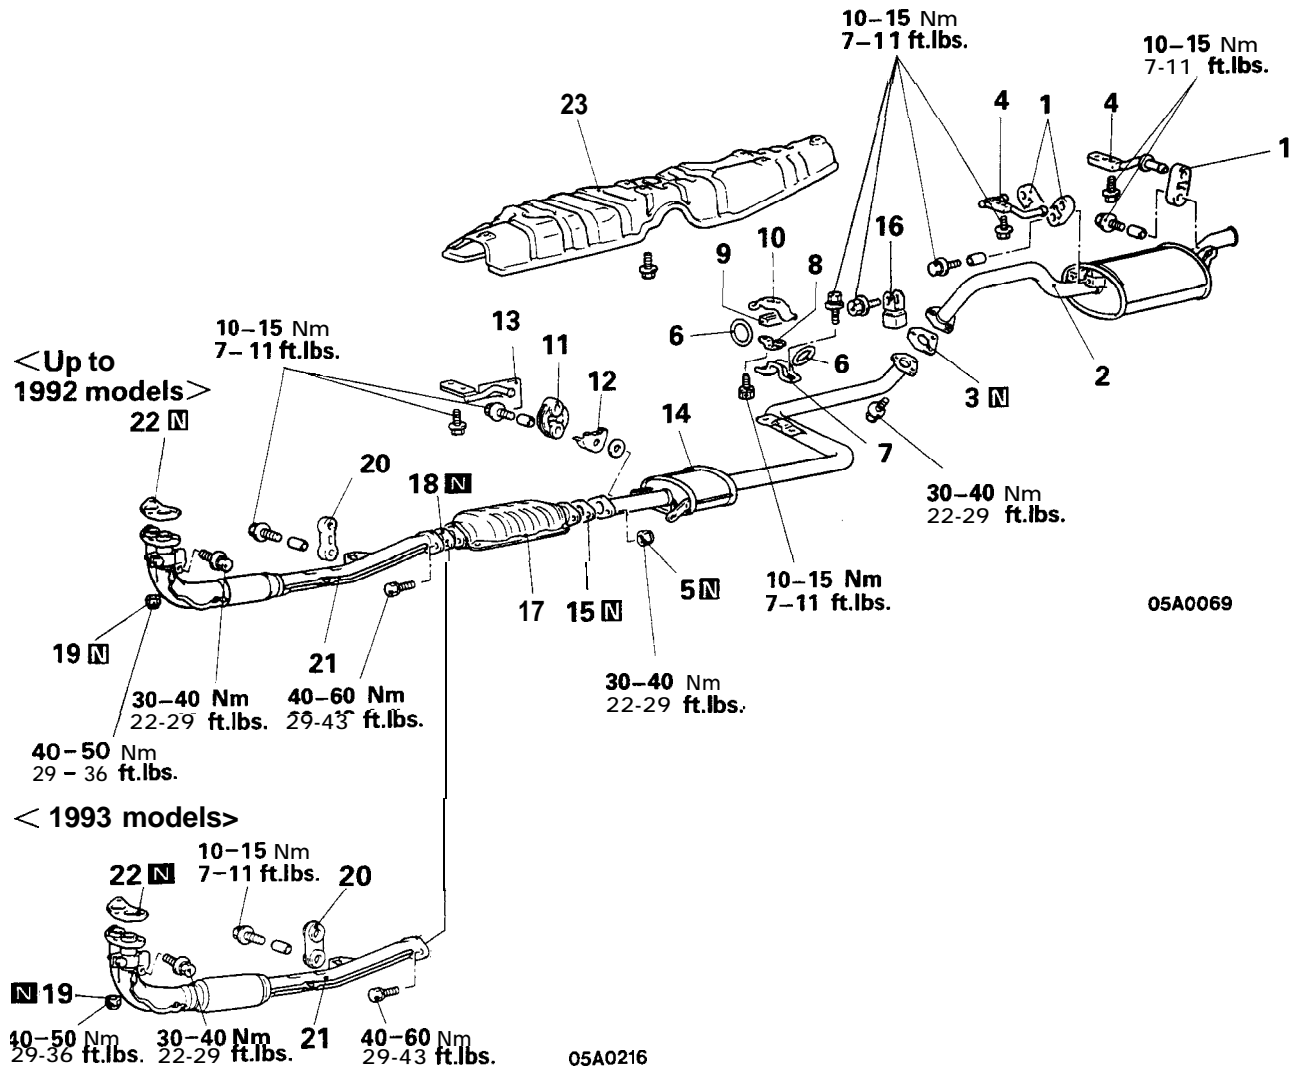 10–15 Nm
7–11 ft.lbs.
10–15 Nm
7-11 ft.lbs.
23
4
1
4
1
16
10
9
8
6
6
13
11
12
10–15 Nm
7–11 ft.lbs.
<Up to
1992 models>
22 N
2
3 N
14
7
20
18 N
30–40 Nm
22-29 ft.lbs.
17
15 N
5 N
10–15 Nm
7–11 ft.lbs.
05A0069
19 N
21
30–40 Nm
22-29 ft.lbs.
40–60 Nm
29-43 ft.lbs.
30–40 Nm
22-29 ft.lbs.
40–50 Nm
29–36 ft.lbs.
<1993 models>
10–15 Nm
7–11 ft.lbs.
22 N
20
N 19
21
40–50 Nm
29-36 ft.lbs.
30–40 Nm
22-29 ft.lbs.
40–60 Nm
29-43 ft.lbs.
05A0216